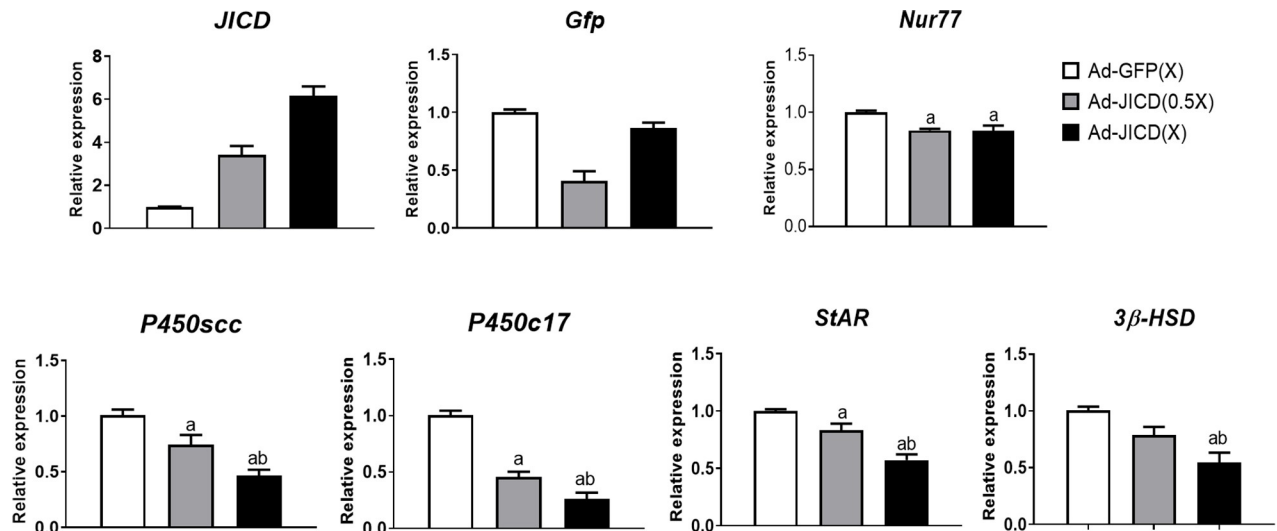 JICD
Relative expression
8
6
4
2
0
Gfp
Relative expression
1.5
1.0
0.5
0.0
Nur77
Relative expression
1.5
1.0
0.5
0.0
a
a
Ad-GFP(X)
Ad-JICD(0.5X)
Ad-JICD(X)
P450scc
Relative expression
1.5
1.0
0.5
0.0
a
ab
P450c17
Relative expression
1.5
1.0
0.5
0.0
a
ab
StAR
Relative expression
1.5
1.0
0.5
0.0
a
ab
3β-HSD
Relative expression
1.5
1.0
0.5
0.0
ab